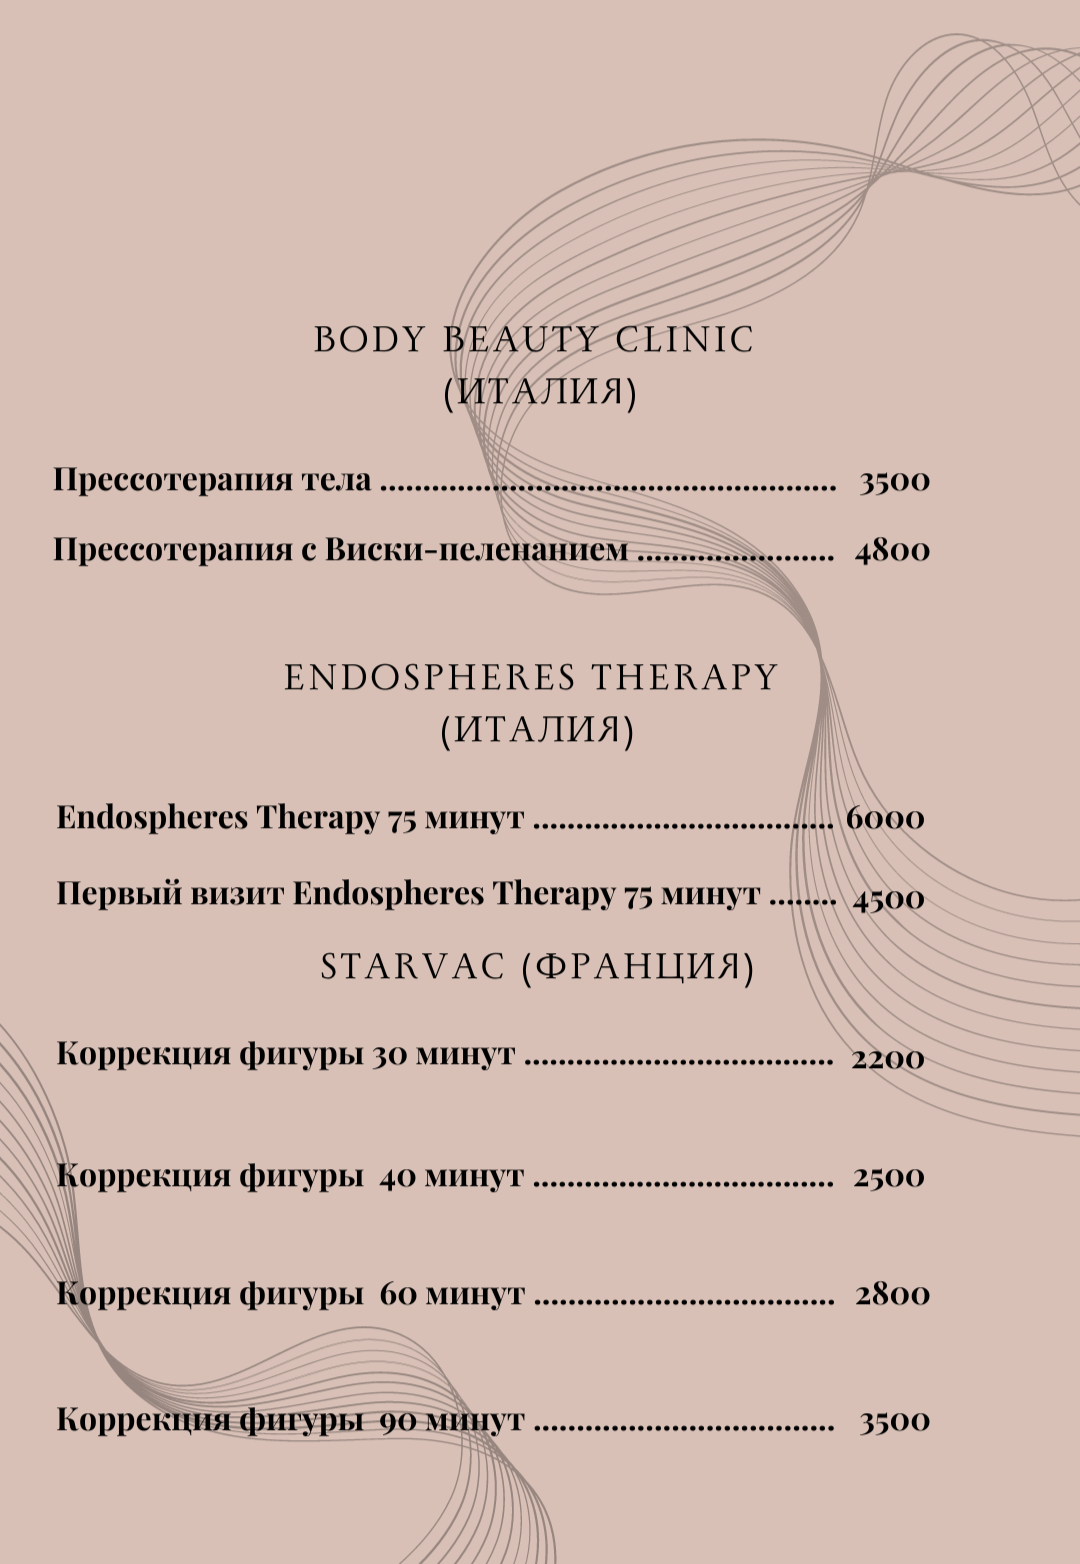 BODY BEAUTY CLINIC
(ИТАЛИЯ)
Прессотерапия тела ..................................................... 3500
Прессотерапия с Виски-пеленанием ....................... 4800
ENDOSPHERES THERAPY
(ИТАЛИЯ)
Endospheres Therapy 75 минут ................................... 6000
Первый визит Endospheres Therapy 75 минут ........ 4500
STARVAC (ФРАНЦИЯ)
Коррекция фигуры 30 минут .................................... 2200
Коррекция фигуры 40 минут ................................... 2500
Коррекция фигуры 60 минут ................................... 2800
Коррекция фигуры 90 минут ................................... 3500